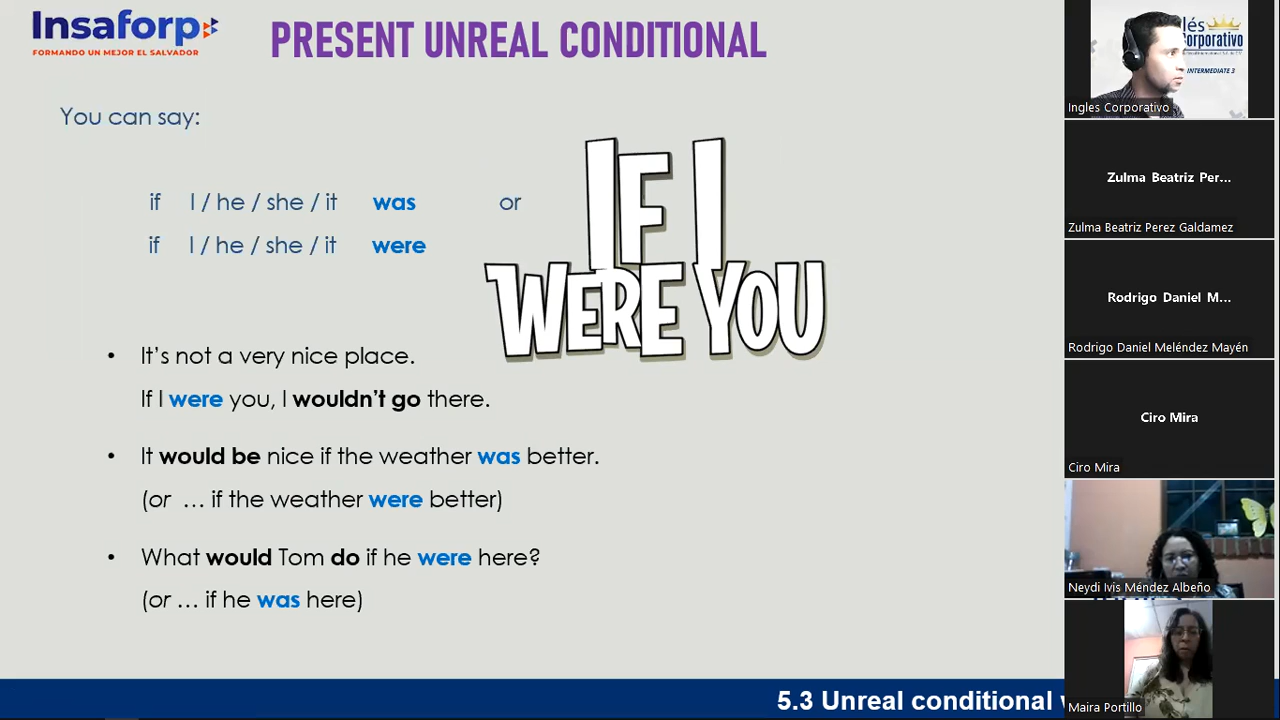 Insaforp
FORMANDO UN MEJOR EL SALVADOR
PRESENT UNREAL CONDITIONAL
You can say:
if I / he / she / it was or
if I / he / she / it were
IF I
WERE YOU
• It's not a very nice place.
If I were you, I wouldn't go there.
• It would be nice if the weather was better.
(or … if the weather were better)
• What would Tom do if he were here?
(or … if he was here)
5.3 Unreal conditional
lés
Corporativo
INTERMEDIATE 3
Ingles Corporativo
Zulma Beatriz Per...
Zulma Beatriz Perez Galdamez
Rodrigo Daniel M...
Rodrigo Daniel Meléndez Mayén
Ciro Mira
Ciro Mira
Neydi Ivis Méndez Albeño
Maira Portillo